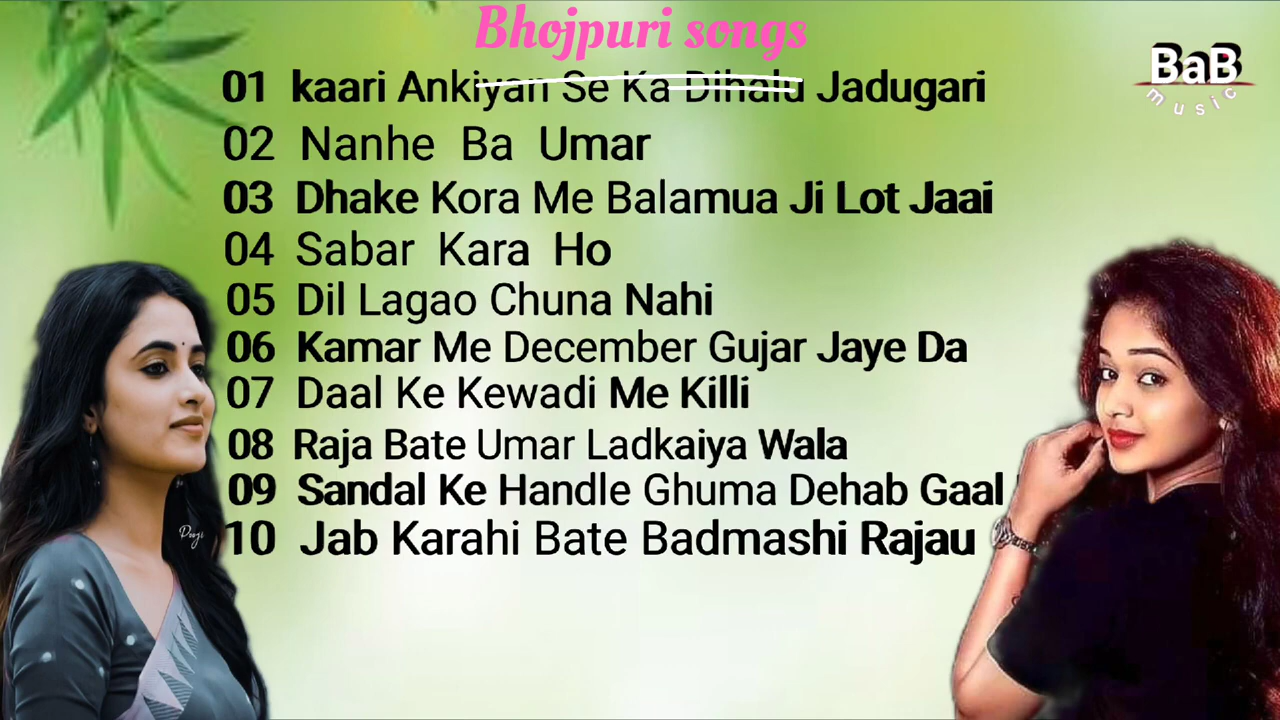 Bhojpuri songs
01 kaari Ankiyan Se Ka Dihalu Jadugari
02 Nanhe Ba Umar
03 Dhake Kora Me Balamua Ji Lot Jaai
04 Sabar Kara Ho
05 Dil Lagao Chuna Nahi
06 Kamar Me December Gujar Jaye Da
07 Daal Ke Kewadi Me Killi
08 Raja Bate Umar Ladkaiya Wala
09 Sandal Ke Handle Ghuma Dehab Gaal
10 Jab Karahi Bate Badmashi Rajau
BaB
music